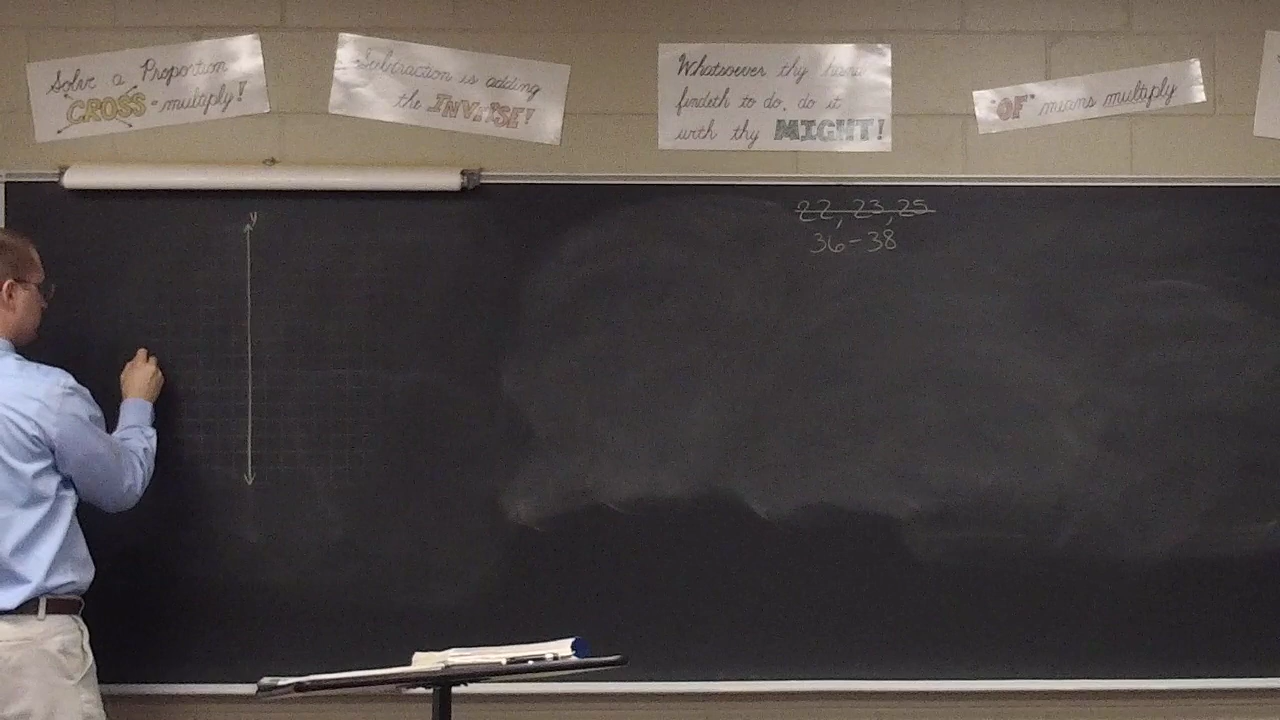 Solve a Proportion
CROSS-multiply!
Subtraction is adding
the INVERSE!
Whatsoever thy hand
findeth to do, do it
with thy MIGHT!
"OF" means multiply
y
22, 23, 25
36-38